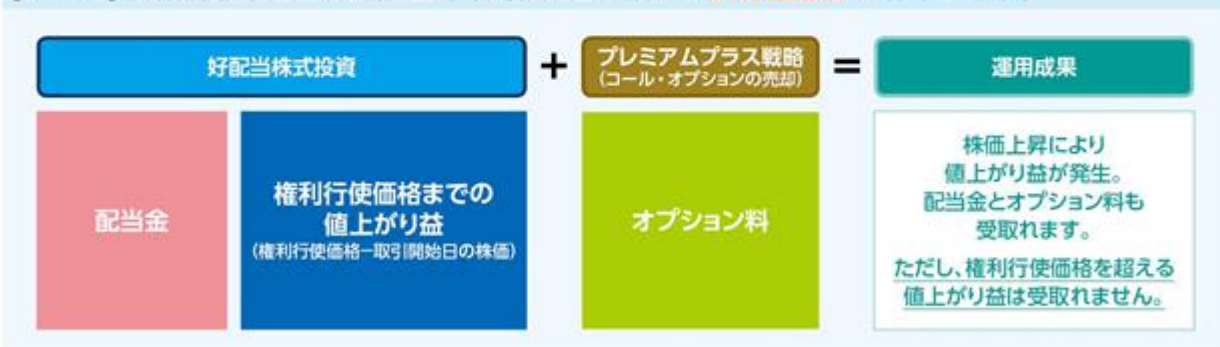 好配当株式投資
+
プレミアムプラス戦略
(コール・オプションの売却)
=
運用成果
配当金
権利行使価格までの
値上がり益
(権利行使価格ー取引開始日の株価)
オプション料
株価上昇により
値上がり益が発生。
配当金とオプション料も
受取れます。
ただし、権利行使価格を超える
値上がり益は受取れません。